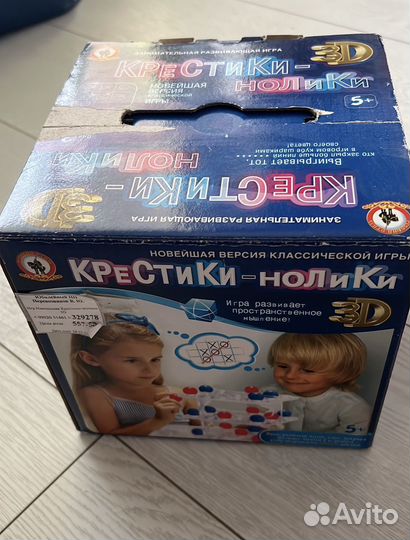 ЗАНИМАТЕЛЬНАЯ РАЗВИВАЮЩАЯ ИГРА
КРЕСТИКИ-
НОЛИКИ
3D
НОВЕЙШАЯ
ВЕРСИЯ
КЛАССИЧЕСКОЙ
ИГРЫ
5+
Выигрывает тот,
кто закрыл больше линий
в игровом кубе шариками
своего цвета!
КРЕСТИКИ-
НОЛИКИ
3D
ЗАНИМАТЕЛЬНАЯ РАЗВИВАЮЩАЯ ИГРА
НОВЕЙШАЯ ВЕРСИЯ КЛАССИЧЕСКОЙ ИГРЫ
КРЕСТИКИ-НОЛИКИ
3D
Игра развивает
пространственное
мышление!
329278
5+
Avito